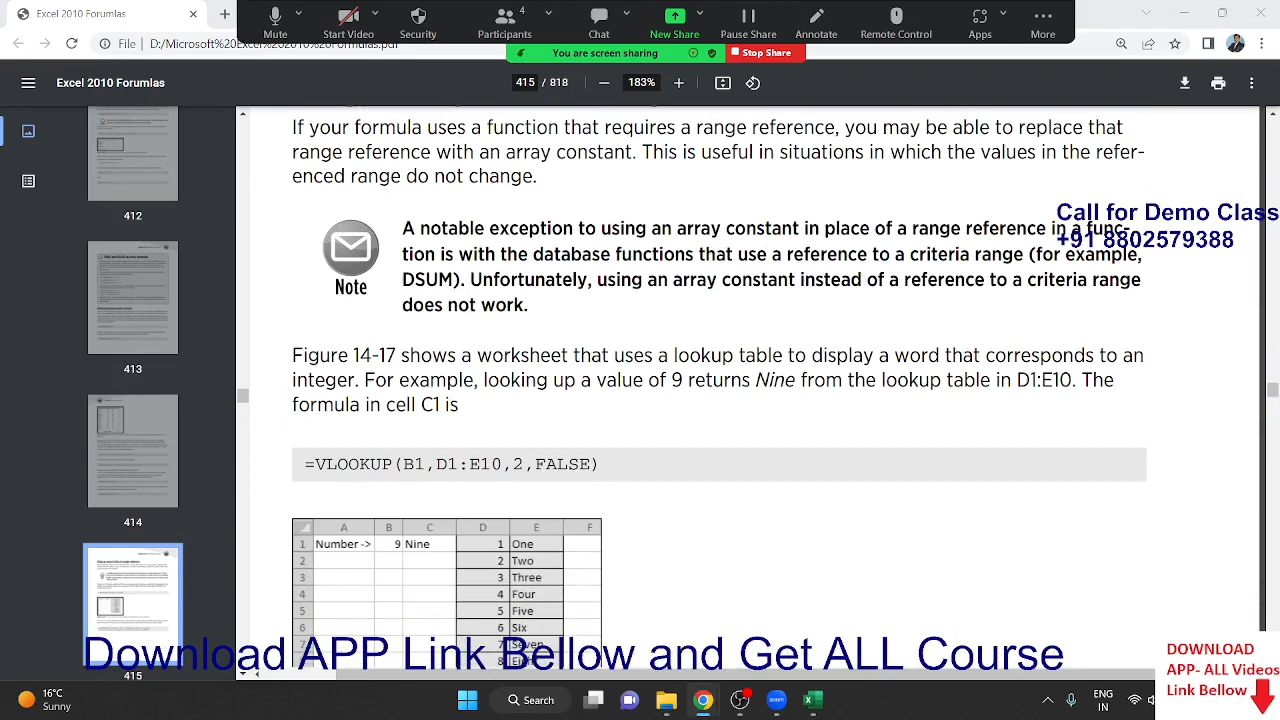 Excel 2010 Forumlas
Mute
Start Video
Security
4
Participants
Chat
New Share
Pause Share
Annotate
Remote Control
Apps
More
File
D:/Microsoft Excel%2010%20Formulas.pdf
You are screen sharing
Stop Share
Excel 2010 Forumlas
415 / 818
183%
412
413
414
415
If your formula uses a function that requires a range reference, you may be able to replace that
range reference with an array constant. This is useful in situations in which the values in the refer-
enced range do not change.
Note
A notable exception to using an array constant in place of a range reference in a func-
tion is with the database functions that use a reference to a criteria range (for example,
DSUM). Unfortunately, using an array constant instead of a reference to a criteria range
does not work.
Call for Demo Class
+91 8802579388
Figure 14-17 shows a worksheet that uses a lookup table to display a word that corresponds to an
integer. For example, looking up a value of 9 returns Nine from the lookup table in D1:E10. The
formula in cell C1 is
=VLOOKUP(B1,D1:E10,2,FALSE)
A B C D E F
1 Number -> 9 Nine 1 One
2 2 Two
3 3 Three
4 4 Four
5 5 Five
6 6 Six
7 7 Seven
8 Eight
Download APP Link Bellow and Get ALL Course
DOWNLOAD
APP- ALL Videos
Link Bellow
16°C
Sunny
Search
zoom
ENG
IN